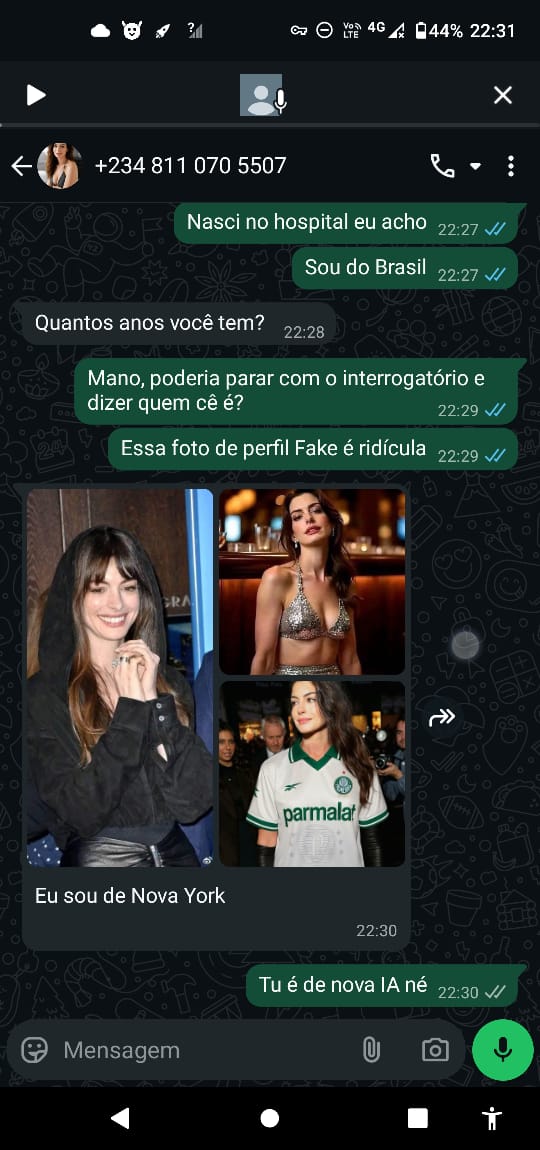 Vo))
LTE
4G
44% 22:31
+234 811 070 5507
Nasci no hospital eu acho 22:27
Sou do Brasil 22:27
Quantos anos você tem? 22:28
Mano, poderia parar com o interrogatório e
dizer quem cê é? 22:29
Essa foto de perfil Fake é ridícula 22:29
GRA
parmalat
Eu sou de Nova York
22:30
Tu é de nova IA né 22:30
Mensagem